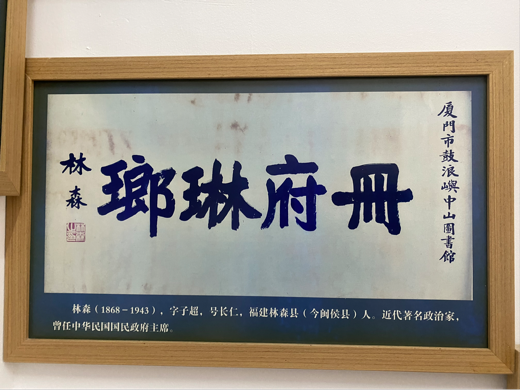 厦門市鼓浪嶼中山圖書館
冊府琳瑯
林森
林森（1868－1943），字子超，号长仁，福建林森县（今闽侯县）人。近代著名政治家，
曾任中华民国国民政府主席。